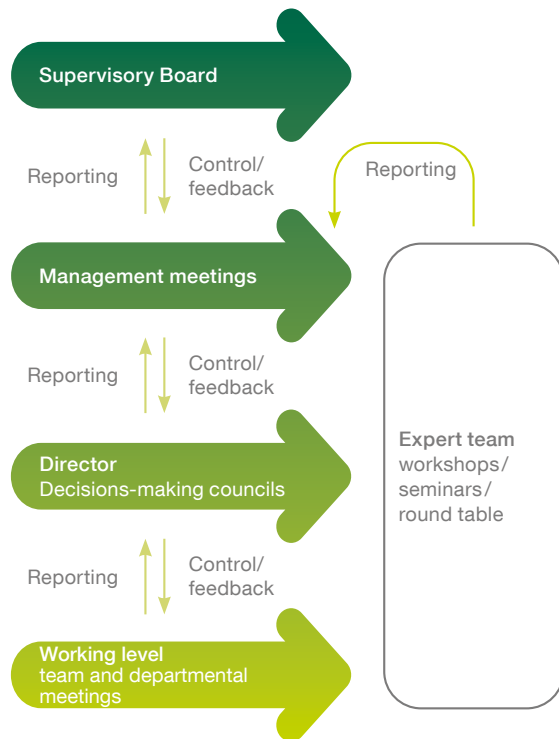 Supervisory Board
Reporting
Control/
feedback
Reporting
Management meetings
Reporting
Control/
feedback
Director
Decisions-making councils
Expert team
workshops/
seminars/
round table
Reporting
Control/
feedback
Working level
team and departmental
meetings